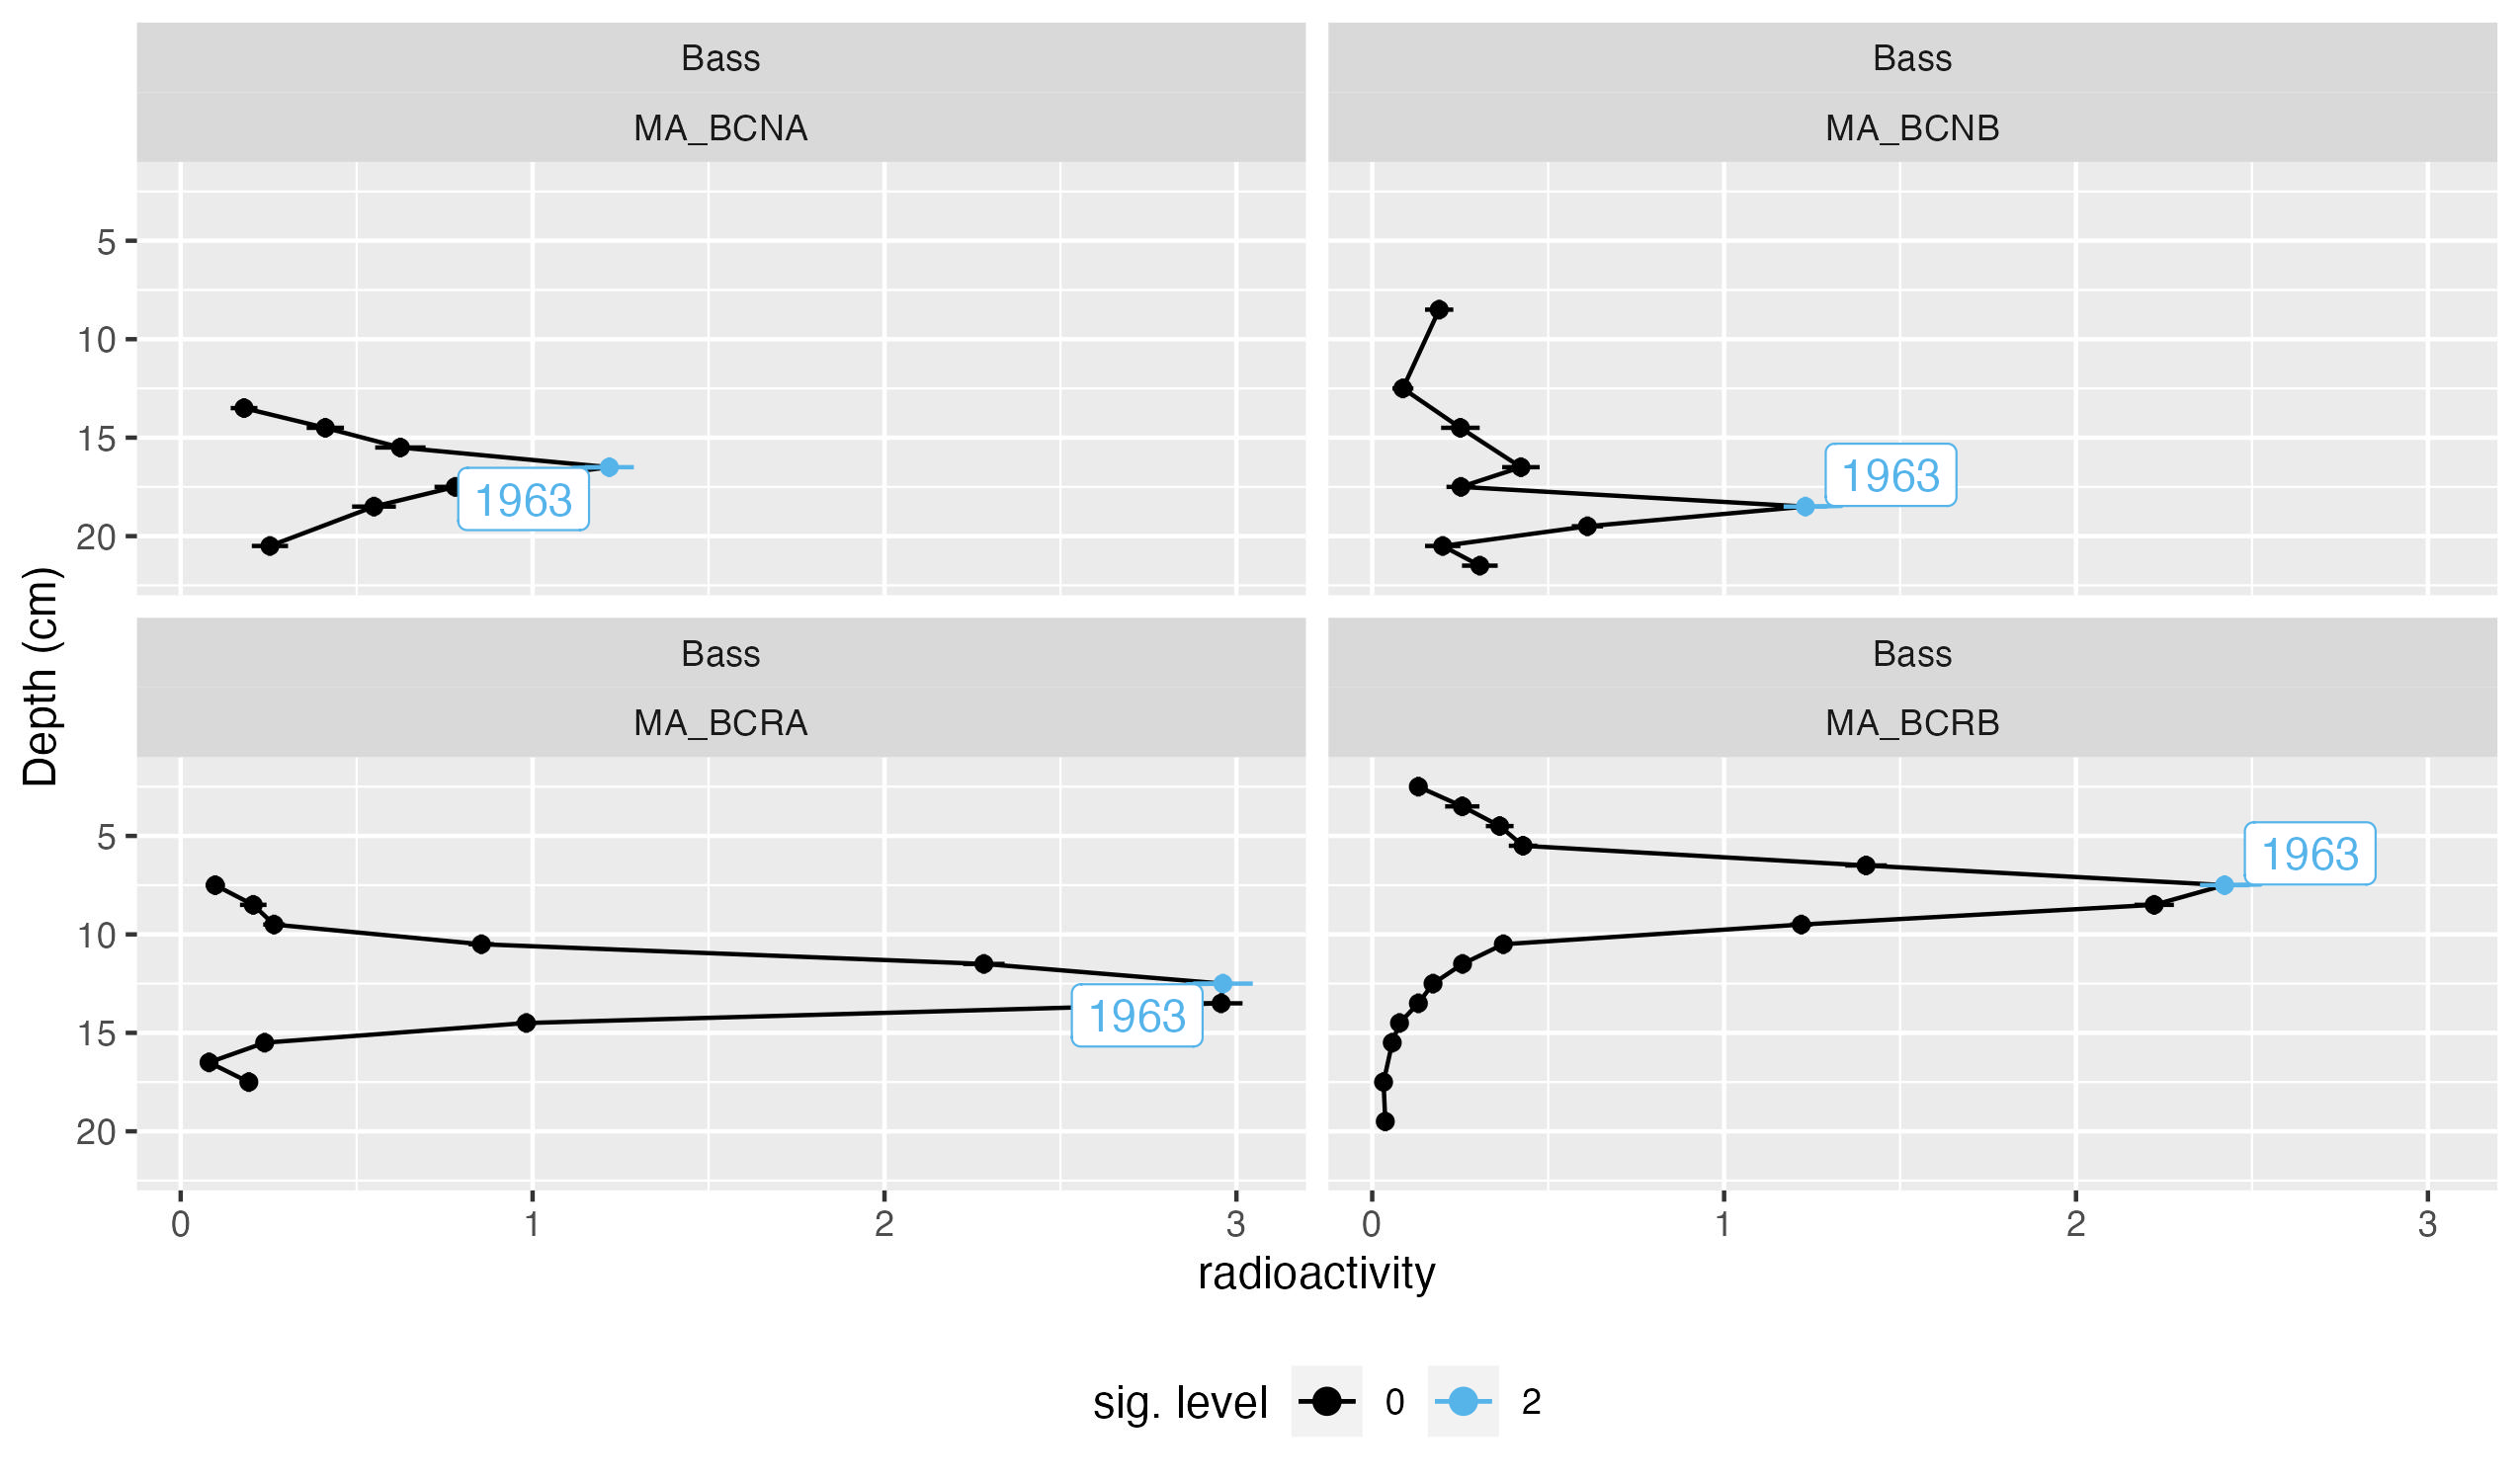 Bass
MA_BCNA
Bass
MA_BCNB
5
10
15
20
1963
1963
Depth (cm)
Bass
MA_BCRA
Bass
MA_BCRB
5
10
15
20
1963
1963
0 1 2 3
0 1 2 3
radioactivity
sig. level 0 2